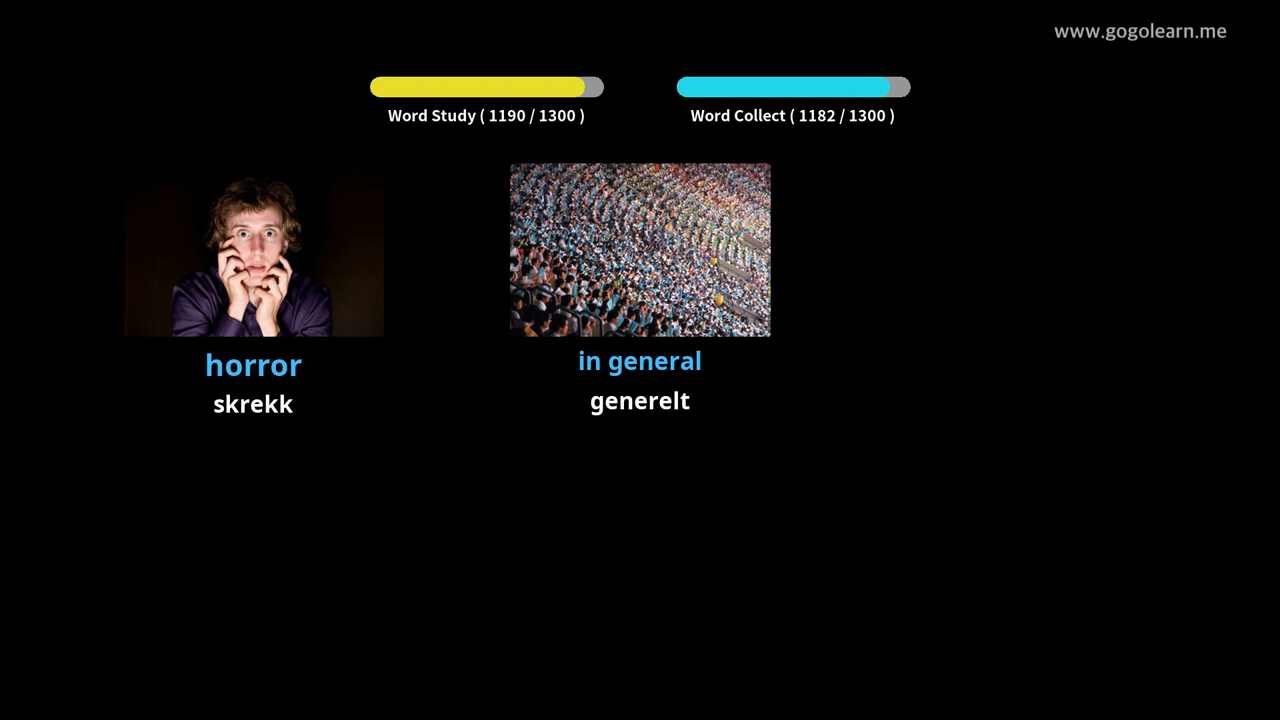 www.gogolearn.me
Word Study ( 1190 / 1300 )
Word Collect ( 1182 / 1300 )
horror
skrekk
in general
generelt